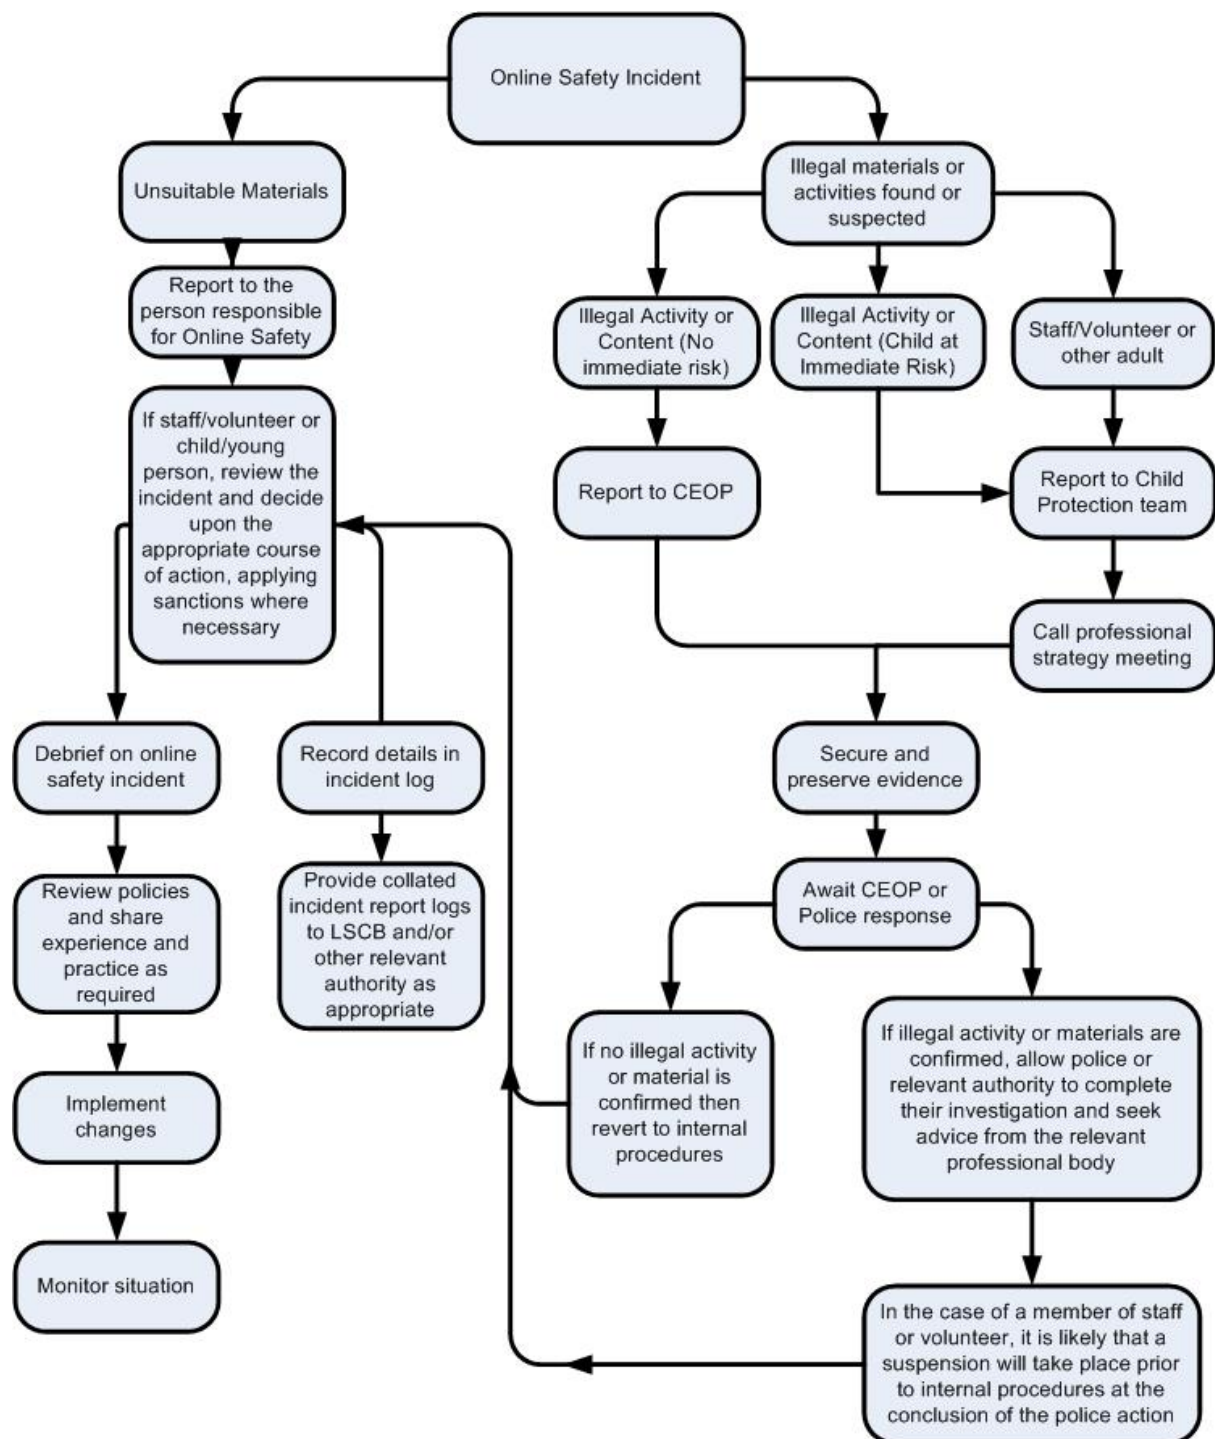 Online Safety Incident
Unsuitable Materials
Illegal materials or
activities found or
suspected
Report to the
person responsible
for Online Safety
Illegal Activity or
Content (No
immediate risk)
Illegal Activity or
Content (Child at
Immediate Risk)
Staff/Volunteer or
other adult
If staff/volunteer or
child/young
person, review the
incident and decide
upon the
appropriate course
of action, applying
sanctions where
necessary
Report to CEOP
Report to Child
Protection team
Call professional
strategy meeting
Debrief on online
safety incident
Record details in
incident log
Secure and
preserve evidence
Review policies
and share
experience and
practice as
required
Provide collated
incident report logs
to LSCB and/or
other relevant
authority as
appropriate
Await CEOP or
Police response
If no illegal activity
or material is
confirmed then
revert to internal
procedures
If illegal activity or materials are
confirmed, allow police or
relevant authority to complete
their investigation and seek
advice from the relevant
professional body
Implement
changes
Monitor situation
In the case of a member of staff
or volunteer, it is likely that a
suspension will take place prior
to internal procedures at the
conclusion of the police action